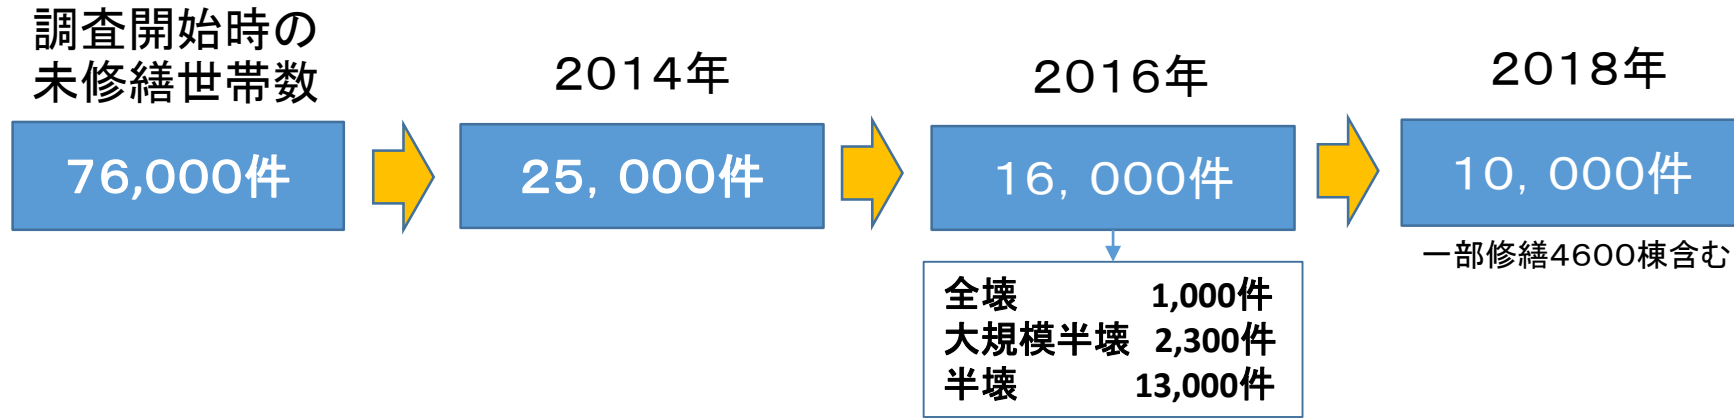 調査開始時の
未修繕世帯数
76,000件
2014年
25，000件
2016年
16，000件
全壊 1,000件
大規模半壊 2,300件
半壊 13,000件
2018年
10，000件
一部修繕4600棟含む